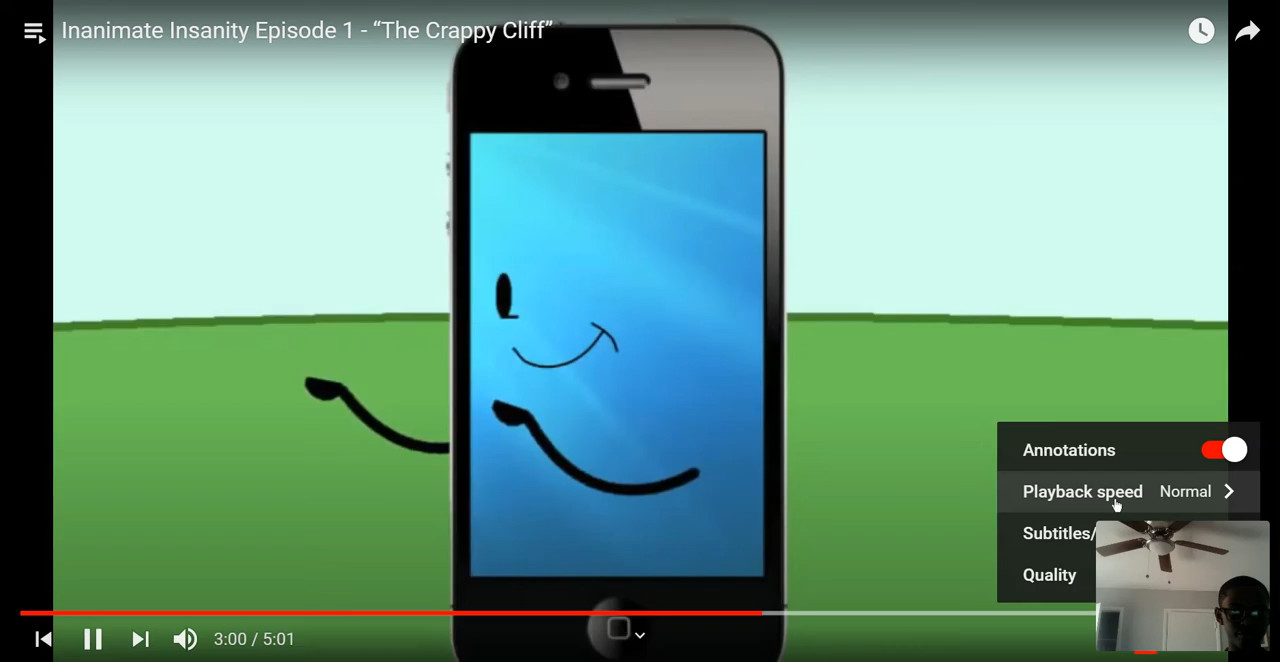 Inanimate Insanity Episode 1 - “The Crappy Cliff”
Annotations
Playback speed Normal
Subtitles/
Quality
3:00 / 5:01